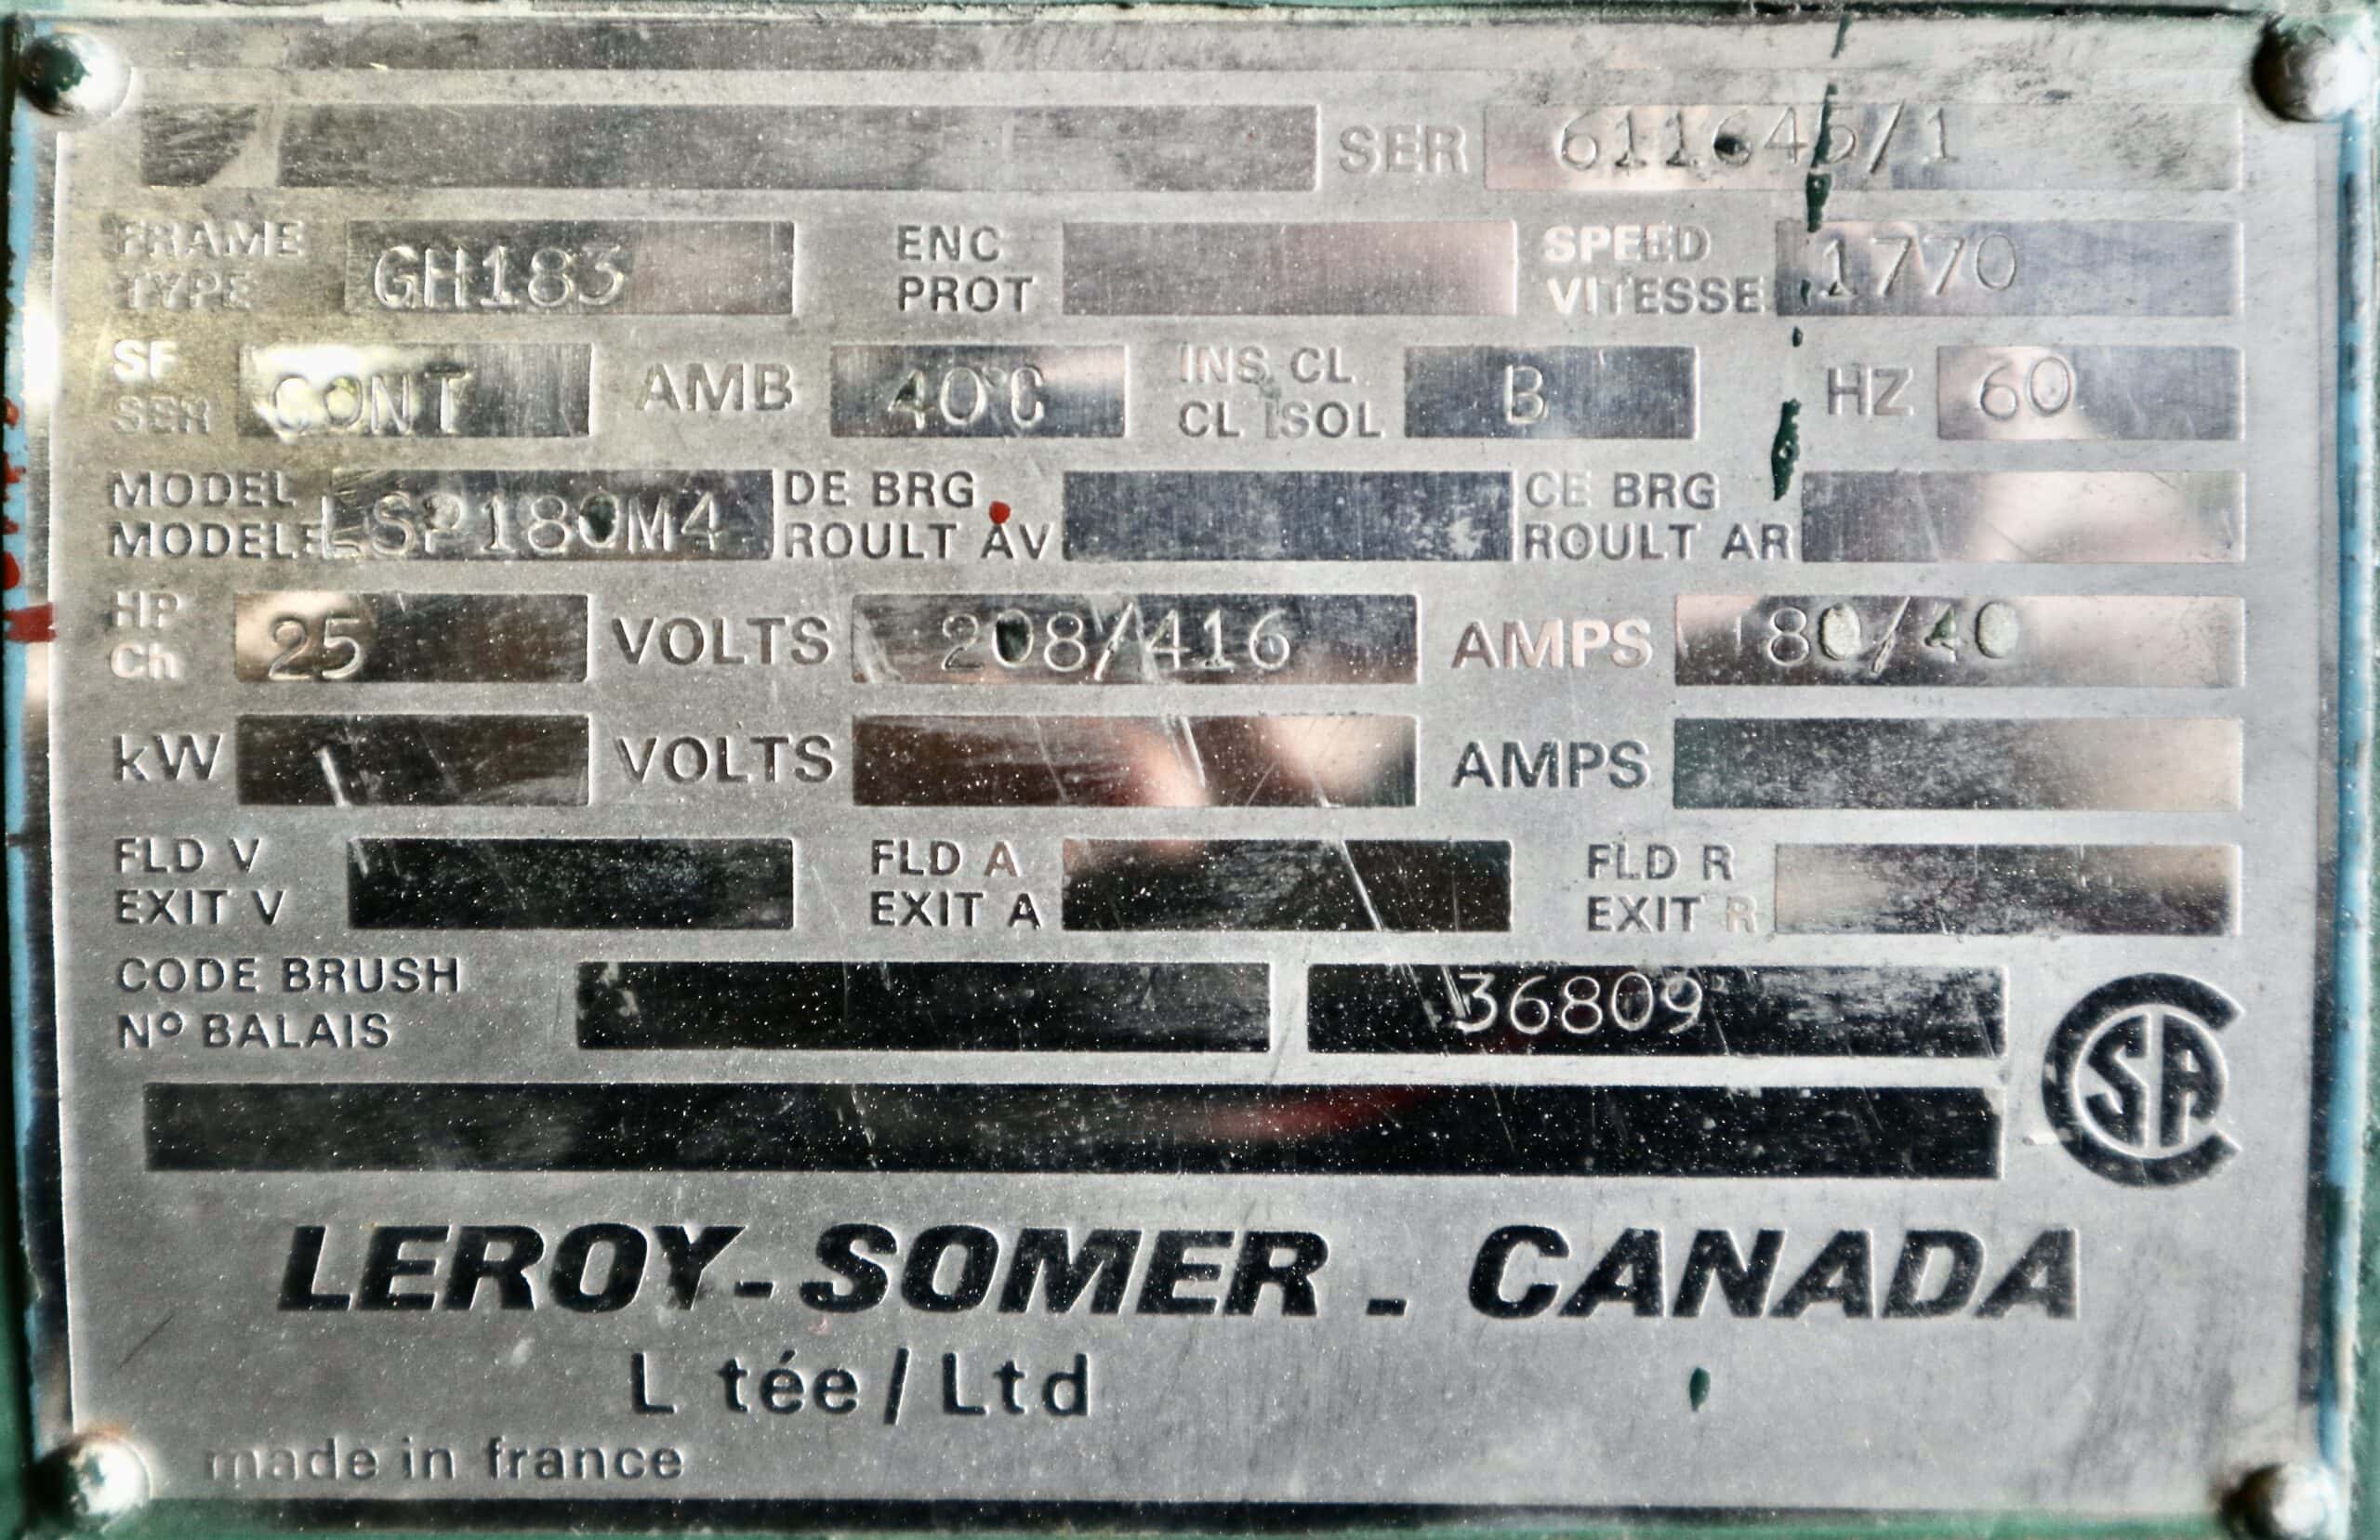 SER 611645/1
FRAME GH183 ENC SPEED 1770
TYPE PROT VITESSE
SF CONT AMB 40°C INS CL B HZ 60
SER CL ISOL
MODEL LSP180M4 DE BRG CE BRG
MODELE ROULT AV ROULT AR
HP 25 VOLTS 208/416 AMPS 80/40
Ch
kW VOLTS AMPS
FLD V FLD A FLD R
EXIT V EXIT A EXIT R
CODE BRUSH 36809
Nº BALAIS
CSA
LEROY-SOMER - CANADA
L tée / Ltd
made in france